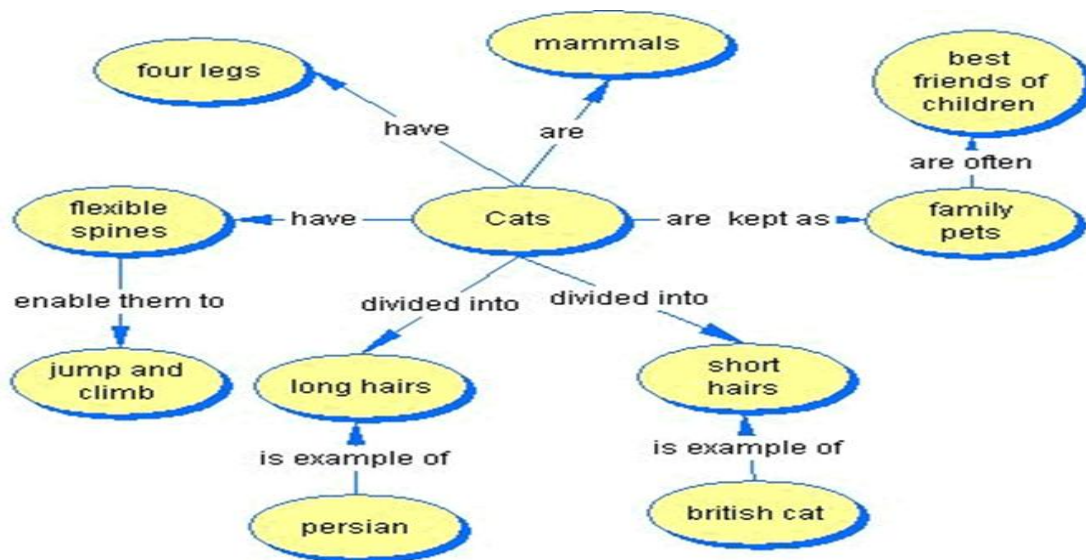 mammals
four legs
best
friends of
children
have
are
are often
flexible
spines
have
Cats
are kept as
family
pets
enable them to
divided into
divided into
jump and
climb
long hairs
short
hairs
is example of
is example of
persian
british cat